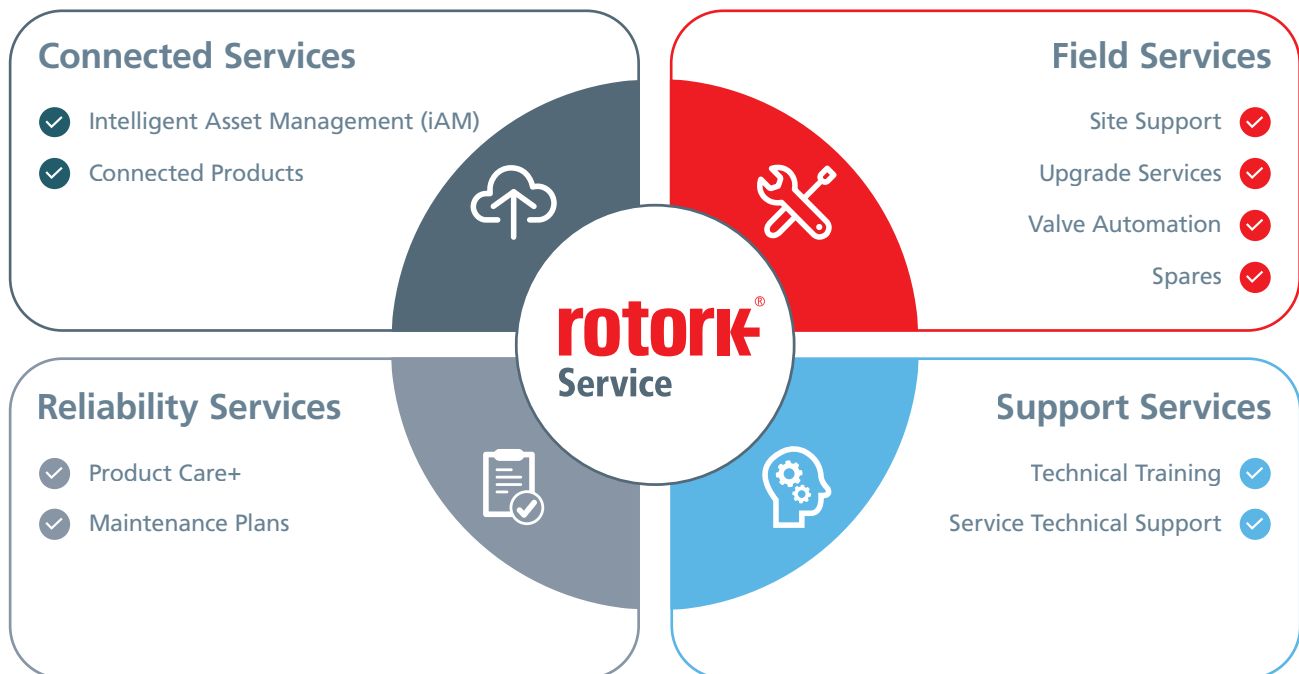 Connected Services
Intelligent Asset Management (iAM)
Connected Products
Field Services
Site Support
Upgrade Services
Valve Automation
Spares
rotork®
Service
Reliability Services
Product Care+
Maintenance Plans
Support Services
Technical Training
Service Technical Support